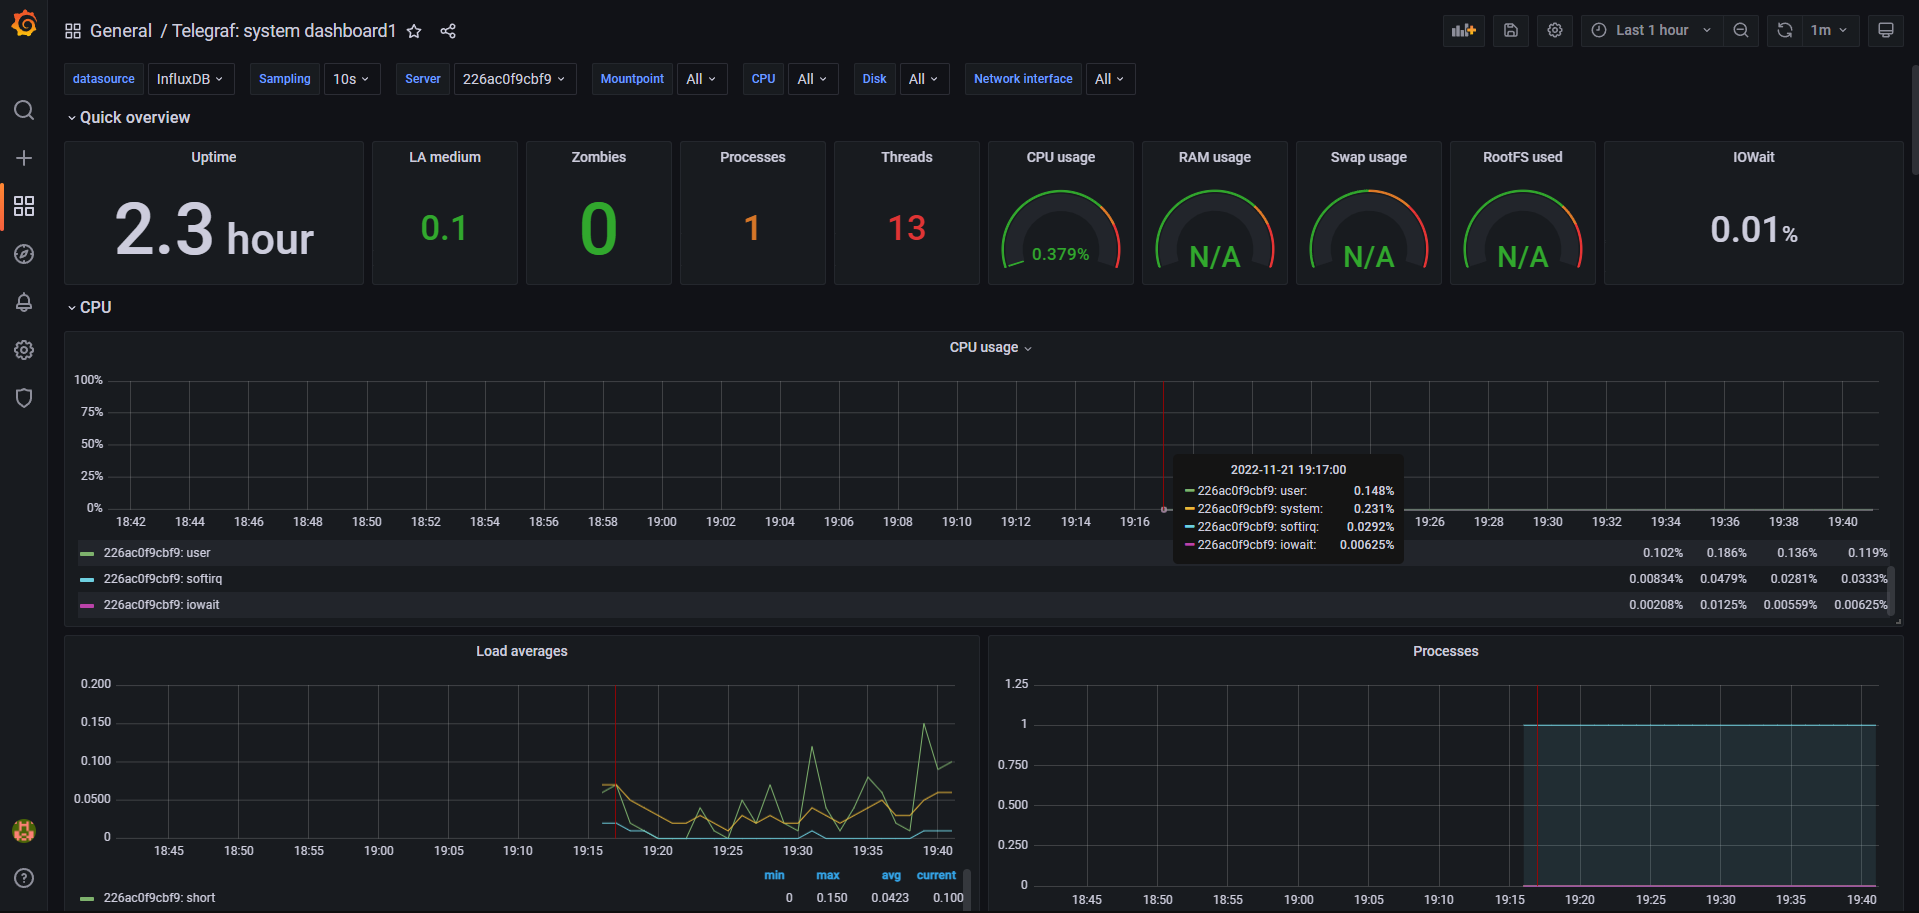 General / Telegraf: system dashboard1
Last 1 hour
1m
datasource InfluxDB Sampling 10s Server 226ac0f9cbf9 Mountpoint All CPU All Disk All Network interface All
Quick overview
Uptime
2.3 hour
LA medium
0.1
Zombies
0
Processes
1
Threads
13
CPU usage
0.379%
RAM usage
N/A
Swap usage
N/A
RootFS used
N/A
IOWait
0.01%
CPU
CPU usage
100%
75%
50%
25%
0%
18:42 18:44 18:46 18:48 18:50 18:52 18:54 18:56 18:58 19:00 19:02 19:04 19:06 19:08 19:10 19:12 19:14 19:16 19:26 19:28 19:30 19:32 19:34 19:36 19:38 19:40
2022-11-21 19:17:00
226ac0f9cbf9: user: 0.148%
226ac0f9cbf9: system: 0.231%
226ac0f9cbf9: softirq: 0.0292%
226ac0f9cbf9: iowait: 0.00625%
226ac0f9cbf9: user 0.102% 0.186% 0.136% 0.119%
226ac0f9cbf9: softirq 0.00834% 0.0479% 0.0281% 0.0333%
226ac0f9cbf9: iowait 0.00208% 0.0125% 0.00559% 0.00625%
Load averages
0.200
0.150
0.100
0.0500
0
18:45 18:50 18:55 19:00 19:05 19:10 19:15 19:20 19:25 19:30 19:35 19:40
min max avg current
226ac0f9cbf9: short 0 0.150 0.0423 0.100
Processes
1.25
1
0.750
0.500
0.250
0
18:45 18:50 18:55 19:00 19:05 19:10 19:15 19:20 19:25 19:30 19:35 19:40